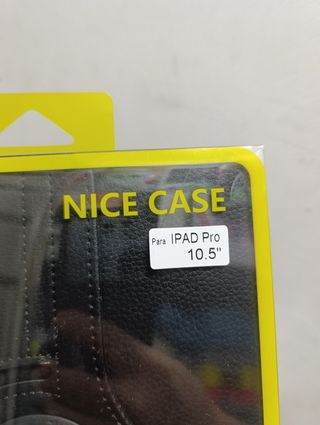 NICE CASE
Para IPAD Pro
10.5"